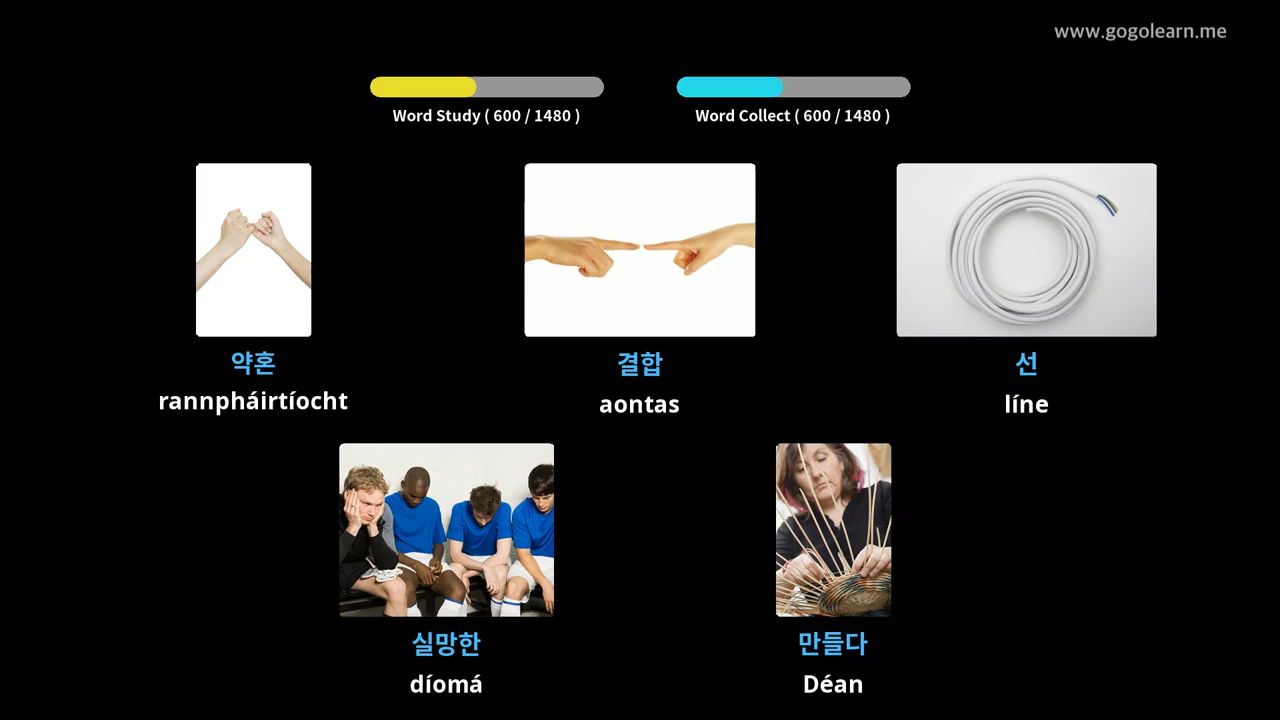 www.gogolearn.me
Word Study ( 600 / 1480 )
Word Collect ( 600 / 1480 )
약혼
rannpháirtíocht
결합
aontas
선
líne
실망한
díomá
만들다
Déan